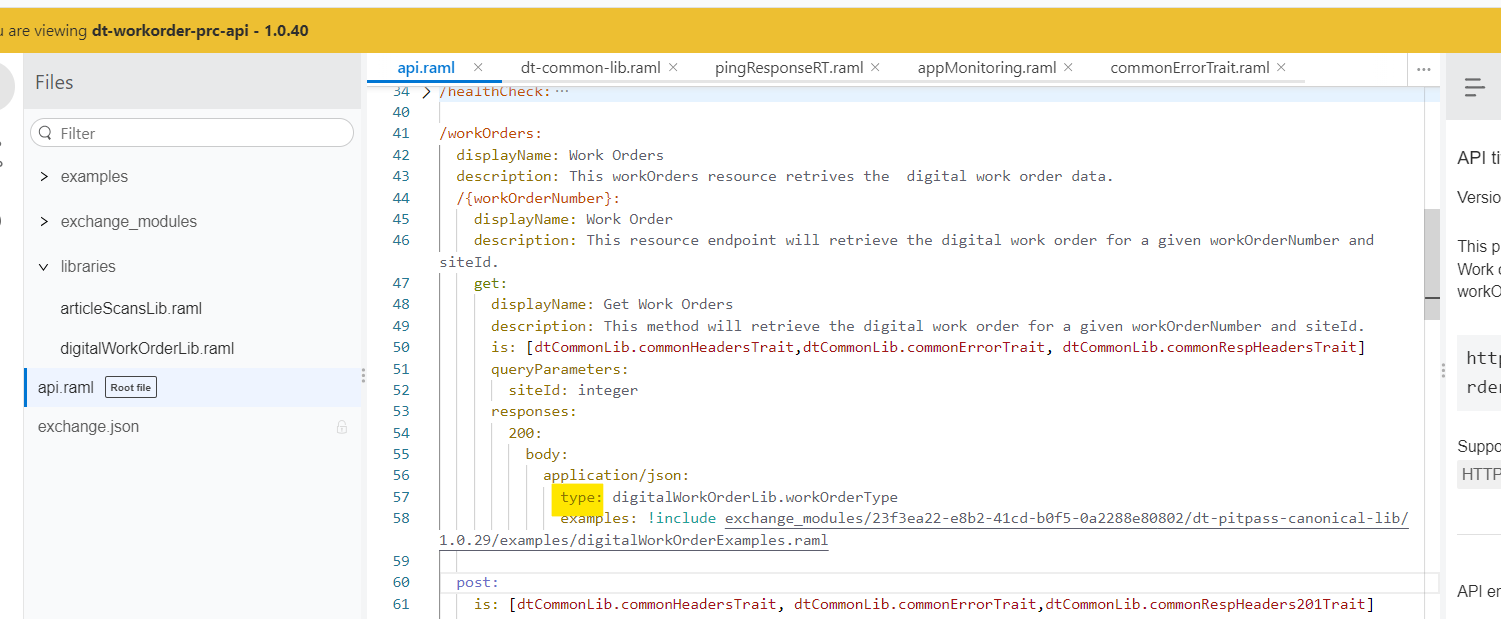 are viewing dt-workorder-prc-api - 1.0.40
Files
Filter
examples
exchange_modules
libraries
articleScansLib.raml
digitalWorkOrderLib.raml
api.raml Root file
exchange.json
api.raml × dt-common-lib.raml × pingResponseRT.raml × appMonitoring.raml × commonErrorTrait.raml × ...
34 /healthCheck: ...
40
41 /workOrders:
42 displayName: Work Orders
43 description: This workOrders resource retrives the  digital work order data.
44 /{workOrderNumber}:
45 displayName: Work Order
46 description: This resource endpoint will retrieve the digital work order for a given workOrderNumber and
siteId.
47 get:
48 displayName: Get Work Orders
49 description: This method will retrieve the digital work order for a given workOrderNumber and siteId.
50 is: [dtCommonLib.commonHeadersTrait,dtCommonLib.commonErrorTrait, dtCommonLib.commonRespHeadersTrait]
51 queryParameters:
52 siteId: integer
53 responses:
54 200:
55 body:
56 application/json:
57 type: digitalWorkOrderLib.workOrderType
58 examples: !include exchange_modules/23f3ea22-e8b2-41cd-b0f5-0a2288e80802/dt-pitpass-canonical-lib/
1.0.29/examples/digitalWorkOrderExamples.raml
59
60 post:
61 is: [dtCommonLib.commonHeadersTrait, dtCommonLib.commonErrorTrait,dtCommonLib.commonRespHeaders201Trait]
API ti
Versio
This p
Work
workO
http
rder
Suppo
HTTP
API en